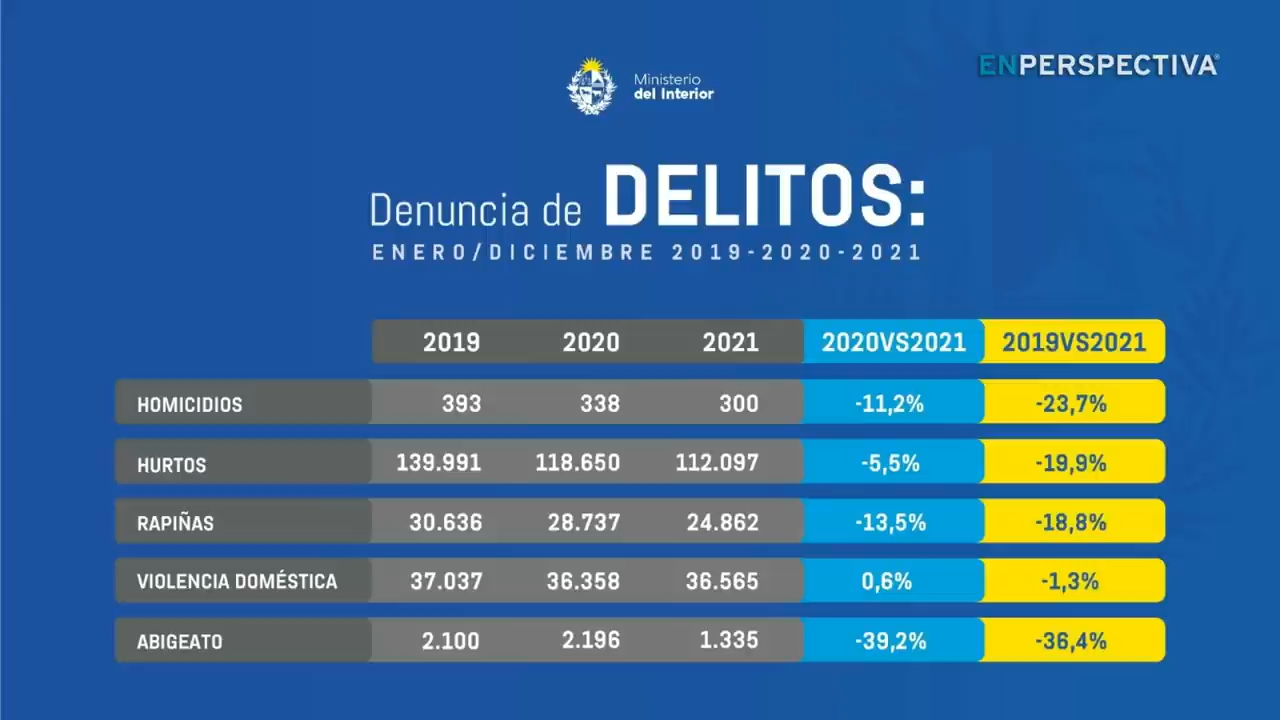 ENPERSPECTIVA
Ministerio
del Interior
Denuncia de DELITOS:
ENERO/DICIEMBRE 2019-2020-2021
2019 2020 2021 2020VS2021 2019VS2021
HOMICIDIOS 393 338 300 -11,2% -23,7%
HURTOS 139.991 118.650 112.097 -5,5% -19,9%
RAPIÑAS 30.636 28.737 24.862 -13,5% -18,8%
VIOLENCIA DOMÉSTICA 37.037 36.358 36.565 0,6% -1,3%
ABIGEATO 2.100 2.196 1.335 -39,2% -36,4%